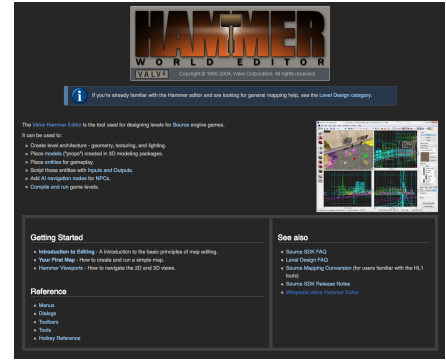 HAMMER
WORLD EDITOR
VALVE Copyright © 1996-2004, Valve Corporation, All rights reserved.
If you're already familiar with the Hammer editor and are looking for general mapping help, see the Level Design category.
The Valve Hammer Editor is the tool used for designing levels for Source engine games.
It can be used to:
Create level architecture - geometry, texturing, and lighting.
Place models ("props") created in 3D modeling packages.
Place entities for gameplay.
Script those entities with Inputs and Outputs.
Add AI navigation nodes for NPCs.
Compile and run game levels.
Getting Started
Introduction to Editing - A introduction to the basic principles of map editing.
Your First Map - How to create and run a simple map.
Hammer Viewports - How to navigate the 2D and 3D views.
Reference
Menus
Dialogs
Toolbars
Tools
Hotkey Reference
See also
Source SDK FAQ
Level Design FAQ
Source Mapping Conversion (for users familiar with the HL1
tools)
Source SDK Release Notes
Wikipedia:Valve Hammer Editor